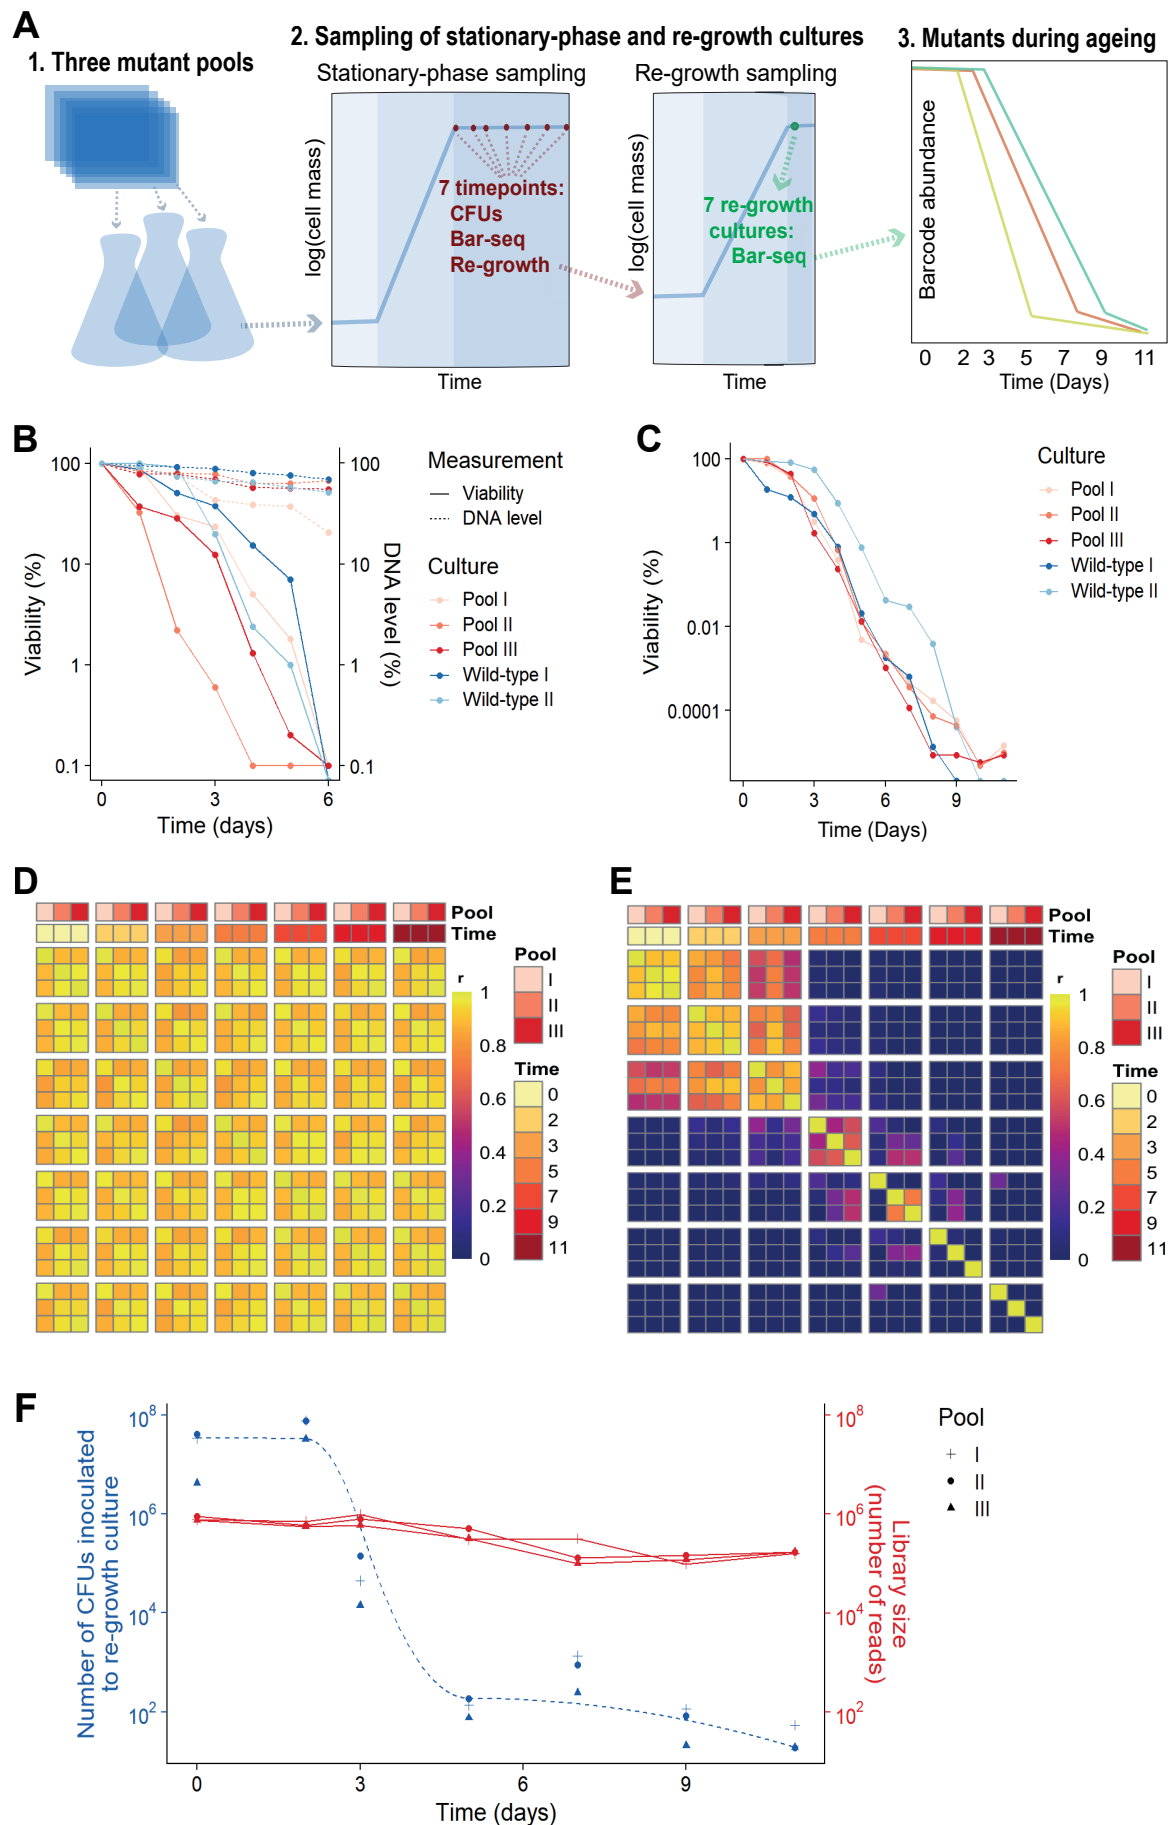 A
1. Three mutant pools
2. Sampling of stationary-phase and re-growth cultures
3. Mutants during ageing
Stationary-phase sampling
Re-growth sampling
log(cell mass)
7 timepoints:
CFUs
Bar-seq
Re-growth
Time
log(cell mass)
7 re-growth
cultures:
Bar-seq
Time
Barcode abundance
0 2 3 5 7 9 11
Time (Days)
B
Viability (%)
100
10
1
0.1
0 3 6
Time (days)
100
10
1
0.1
DNA level (%)
Measurement
Viability
DNA level
Culture
Pool I
Pool II
Pool III
Wild-type I
Wild-type II
C
Viability (%)
100
1
0.01
0.0001
0 3 6 9
Time (Days)
Culture
Pool I
Pool II
Pool III
Wild-type I
Wild-type II
D
Pool
Time
r
1
0.8
0.6
0.4
0.2
0
Pool
I
II
III
Time
0
2
3
5
7
9
11
E
Pool
Time
r
1
0.8
0.6
0.4
0.2
0
Pool
I
II
III
Time
0
2
3
5
7
9
11
F
Number of CFUs inoculated
to re-growth culture
10^8
10^6
10^4
10^2
0 3 6 9
Time (days)
10^8
10^6
10^4
10^2
Library size
(number of reads)
Pool
I
II
III